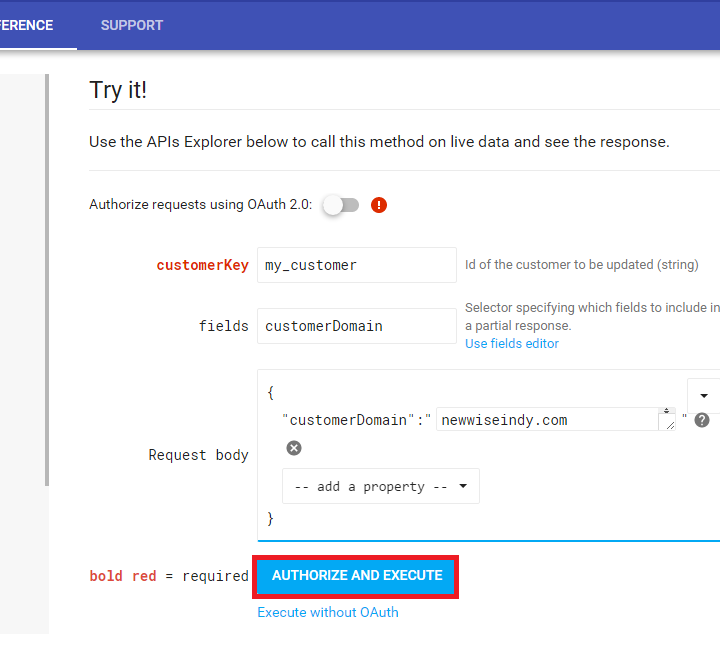 ERENCE SUPPORT
Try it!
Use the APIs Explorer below to call this method on live data and see the response.
Authorize requests using OAuth 2.0:
customerKey my_customer Id of the customer to be updated (string)
fields customerDomain Selector specifying which fields to include in
a partial response.
Use fields editor
{
"customerDomain":" newwiseindy.com "
Request body
-- add a property --
}
bold red = required AUTHORIZE AND EXECUTE
Execute without OAuth